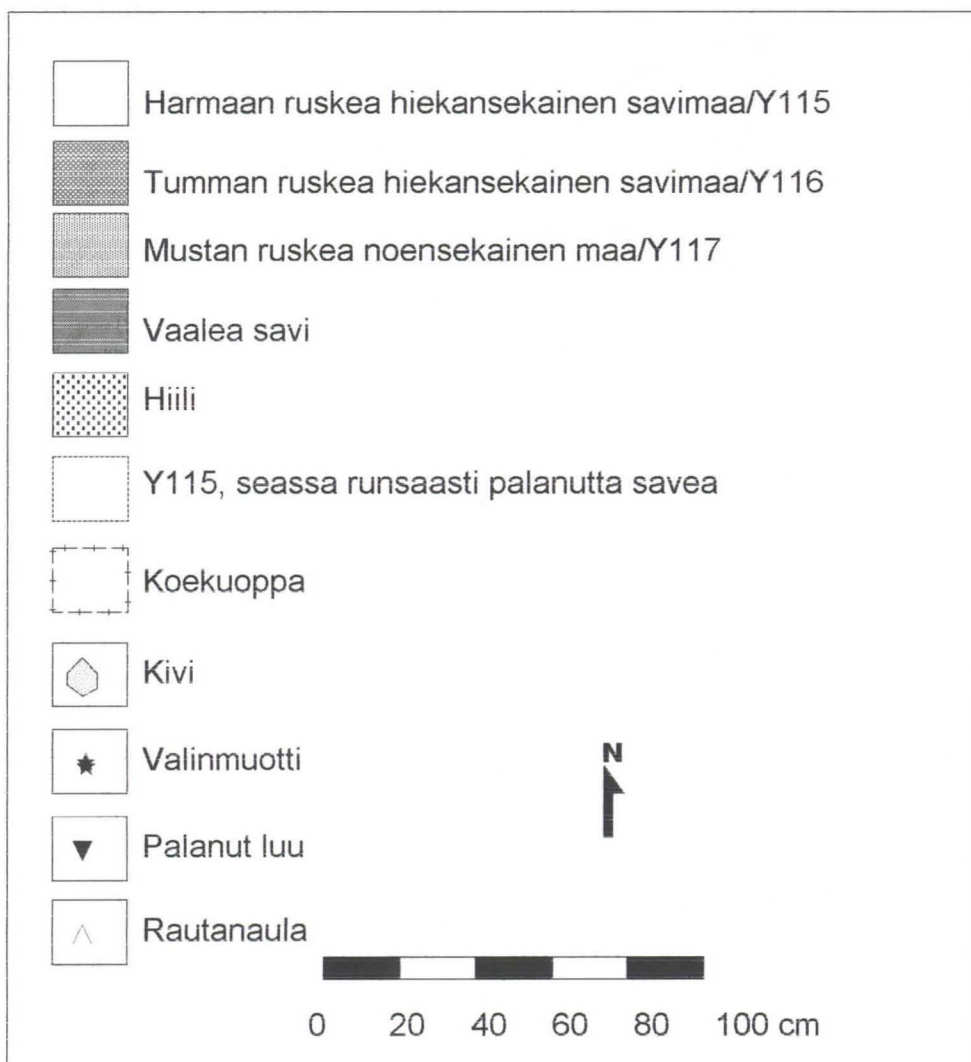 Harmaan ruskea hiekansekainen savimaa/Y115
Tumman ruskea hiekansekainen savimaa/Y116
Mustan ruskea noensekainen maa/Y117
Vaalea savi
Hiili
Y115, seassa runsaasti palanutta savea
Koekuoppa
Kivi
Valinmuotti
N
Palanut luu
Rautanaula
0 20 40 60 80 100 cm